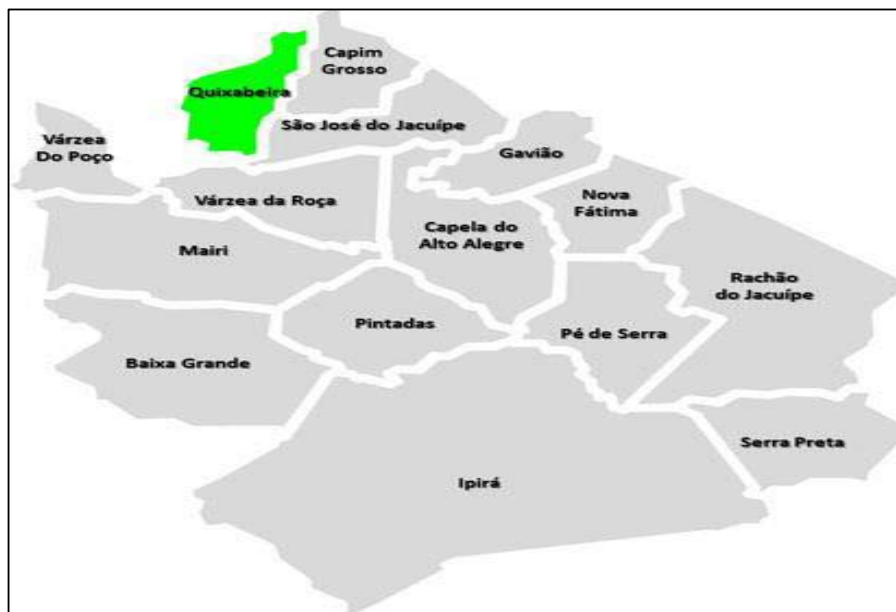 Capim
Grosso
Quixabeira
São José do Jacuípe
Várzea
Do Poço
Gavião
Várzea da Roça
Nova
Fátima
Capela do
Alto Alegre
Mairi
Rachão
do Jacuípe
Pintadas
Pé de Serra
Baixa Grande
Serra Preta
Ipirá